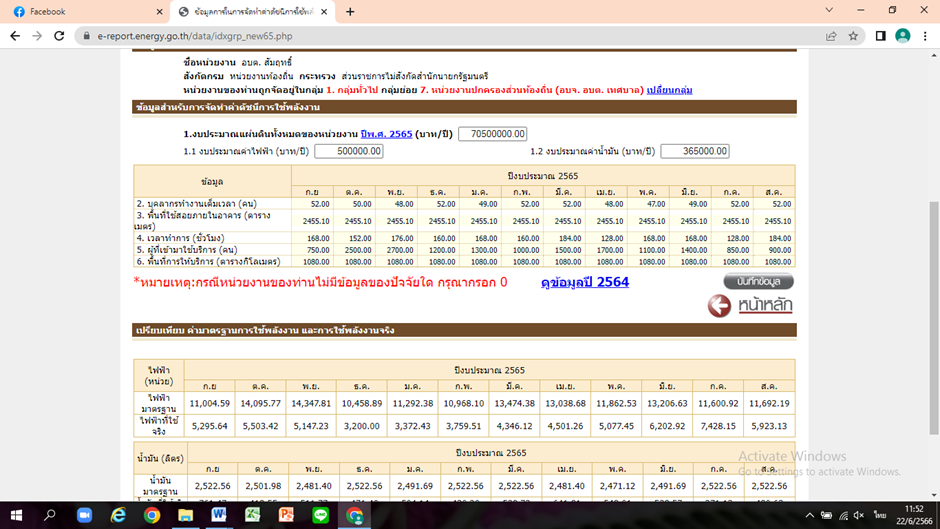 Facebook
ข้อมูลการในการจัดทำค่าดัชนีการใช้พลัง
e-report.energy.go.th/data/idxgrp_new65.php
ชื่อหน่วยงาน อบต. สัมฤทธิ์
สังกัดกรม หน่วยงานท้องถิ่น กระทรวง ส่วนราชการไม่สังกัดสำนักนายกรัฐมนตรี
หน่วยงานของท่านถูกจัดอยู่ในกลุ่ม 1. กลุ่มทั่วไป กลุ่มย่อย 7. หน่วยงานปกครองส่วนท้องถิ่น (อบจ. อบต. เทศบาล) เปลี่ยนกลุ่ม
ข้อมูลสำหรับการจัดทำค่าดัชนีการใช้พลังงาน
1.งบประมาณแผ่นดินทั้งหมดของหน่วยงาน ปีพ.ศ. 2565 (บาท/ปี) 70500000.00
1.1 งบประมาณค่าไฟฟ้า (บาท/ปี) 500000.00 1.2 งบประมาณค่าน้ำมัน (บาท/ปี) 365000.00
ข้อมูล ปีงบประมาณ 2565
ก.ย ต.ค. พ.ย. ธ.ค. ม.ค. ก.พ. มี.ค. เม.ย. พ.ค. มิ.ย. ก.ค. ส.ค.
2. บุคลากรทำงานเต็มเวลา (คน) 52.00 50.00 48.00 52.00 49.00 52.00 52.00 48.00 47.00 49.00 52.00 52.00
3. พื้นที่ใช้สอยภายในอาคาร (ตารางเมตร) 2455.10 2455.10 2455.10 2455.10 2455.10 2455.10 2455.10 2455.10 2455.10 2455.10 2455.10 2455.10
4. เวลาทำการ (ชั่วโมง) 168.00 152.00 176.00 160.00 168.00 160.00 184.00 128.00 168.00 168.00 128.00 184.00
5. ผู้ที่เข้ามาใช้บริการ (คน) 750.00 2500.00 2700.00 1200.00 1300.00 1000.00 1500.00 1700.00 1100.00 1400.00 850.00 900.00
6. พื้นที่การให้บริการ (ตารางกิโลเมตร) 1080.00 1080.00 1080.00 1080.00 1080.00 1080.00 1080.00 1080.00 1080.00 1080.00 1080.00 1080.00
*หมายเหตุ:กรณีหน่วยงานของท่านไม่มีข้อมูลของปัจจัยใด กรุณากรอก 0 ดูข้อมูลปี 2564 บันทึกข้อมูล
หน้าหลัก
เปรียบเทียบ ค่ามาตรฐานการใช้พลังงาน และการใช้พลังงานจริง
ไฟฟ้า (หน่วย) ปีงบประมาณ 2565
ก.ย ต.ค. พ.ย. ธ.ค. ม.ค. ก.พ. มี.ค. เม.ย. พ.ค. มิ.ย. ก.ค. ส.ค.
ไฟฟ้ามาตรฐาน 11,004.59 14,095.77 14,347.81 10,458.89 11,292.38 10,968.10 13,474.38 13,038.68 11,862.53 13,206.63 11,600.92 11,692.19
ไฟฟ้าที่ใช้จริง 5,295.64 5,503.42 5,147.23 3,200.00 3,372.43 3,759.51 4,346.12 4,501.26 5,077.45 6,202.92 7,428.15 5,923.13
น้ำมัน (ลิตร) ปีงบประมาณ 2565
ก.ย ต.ค. พ.ย. ธ.ค. ม.ค. ก.พ. มี.ค. เม.ย. พ.ค. มิ.ย. ก.ค. ส.ค.
น้ำมันมาตรฐาน 2,522.56 2,501.98 2,481.40 2,522.56 2,491.69 2,522.56 2,522.56 2,481.40 2,471.12 2,491.69 2,522.56 2,522.56
Activate Windows
Go to Settings to activate Windows.
ไทย
11:52
22/6/2566